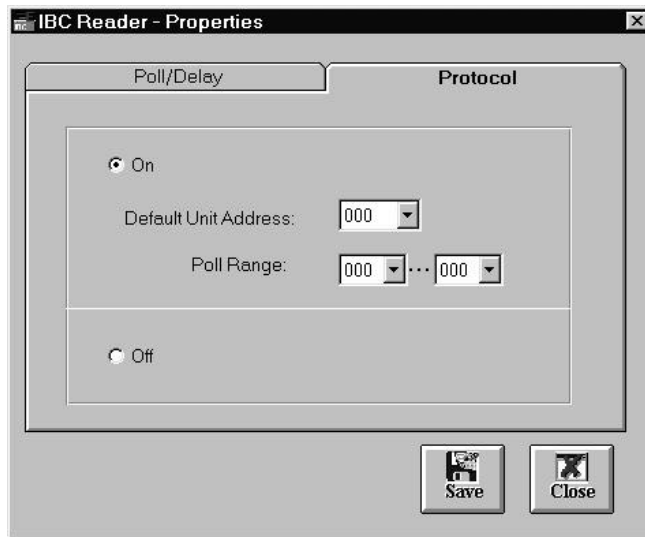 IBC Reader - Properties
Poll/Delay
Protocol
On
Default Unit Address: 000
Poll Range: 000 ... 000
Off
Save
Close